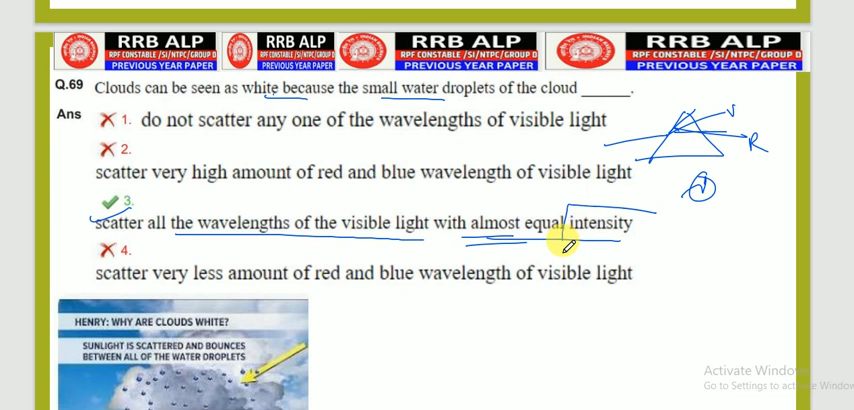 RRB ALP RRB ALP RRB ALP RRB ALP
RPF CONSTABLE /SI/NTPC/GROUP D RPF CONSTABLE /SI/NTPC/GROUP D RPF CONSTABLE /SI/NTPC/GROUP D RPF CONSTABLE /SI/NTPC/GROUP D
PREVIOUS YEAR PAPER PREVIOUS YEAR PAPER PREVIOUS YEAR PAPER PREVIOUS YEAR PAPER
Q.69 Clouds can be seen as white because the small water droplets of the cloud ______.
Ans
1. do not scatter any one of the wavelengths of visible light
2.
scatter very high amount of red and blue wavelength of visible light
3.
scatter all the wavelengths of the visible light with almost equal intensity
4.
scatter very less amount of red and blue wavelength of visible light
V
R
HENRY: WHY ARE CLOUDS WHITE?
SUNLIGHT IS SCATTERED AND BOUNCES
BETWEEN ALL OF THE WATER DROPLETS
Activate Windows
Go to Settings to activate Window